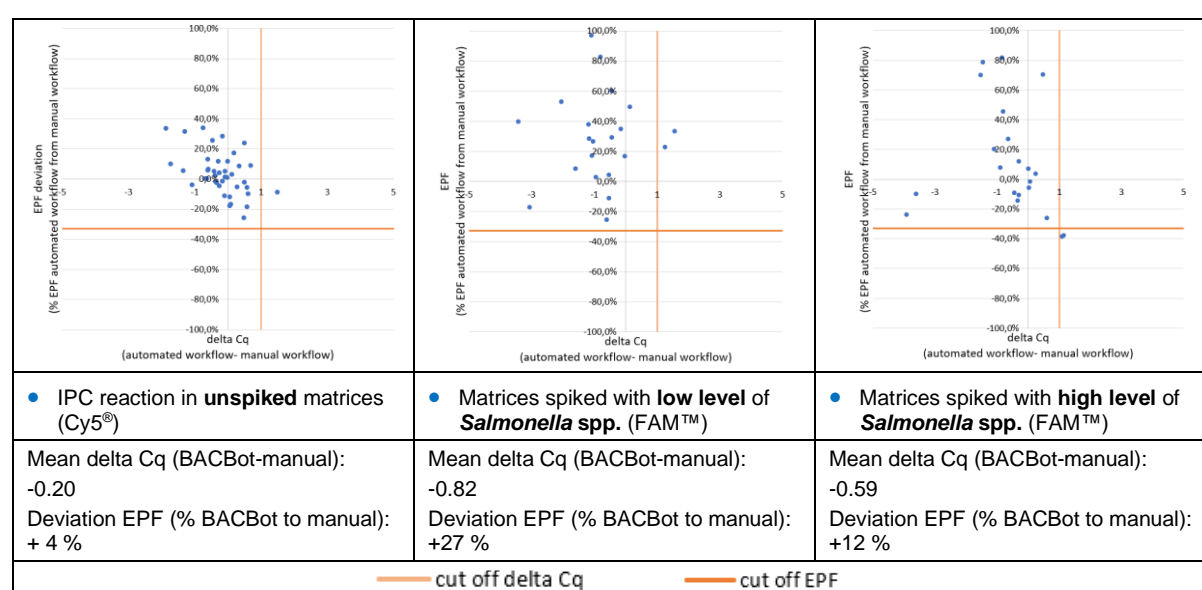 100,0%
80,0%
60,0%
40,0%
20,0%
0,0%
-20,0%
-40,0%
-60,0%
-80,0%
-100,0%
-5
-3
-1
1
3
5
EPF deviation
(% EPF automated workflow from manual workflow)
delta Cq
(automated workflow- manual workflow)
100,0%
80,0%
60,0%
40,0%
20,0%
0,0%
-20,0%
-40,0%
-60,0%
-80,0%
-100,0%
-5
-3
-1
1
3
5
EPF
(% EPF automated workflow from manual workflow)
delta Cq
(automated workflow- manual workflow)
100,0%
80,0%
60,0%
40,0%
20,0%
0,0%
-20,0%
-40,0%
-60,0%
-80,0%
-100,0%
-5
-3
-1
1
3
5
EPF
(% EPF automated workflow from manual workflow)
delta Cq
(automated workflow- manual workflow)
IPC reaction in unspiked matrices
(Cy5®)
Matrices spiked with low level of
Salmonella spp. (FAM™)
Matrices spiked with high level of
Salmonella spp. (FAM™)
Mean delta Cq (BACBot-manual):
-0.20
Deviation EPF (% BACBot to manual):
+ 4 %
Mean delta Cq (BACBot-manual):
-0.82
Deviation EPF (% BACBot to manual):
+27 %
Mean delta Cq (BACBot-manual):
-0.59
Deviation EPF (% BACBot to manual):
+12 %
cut off delta Cq
cut off EPF